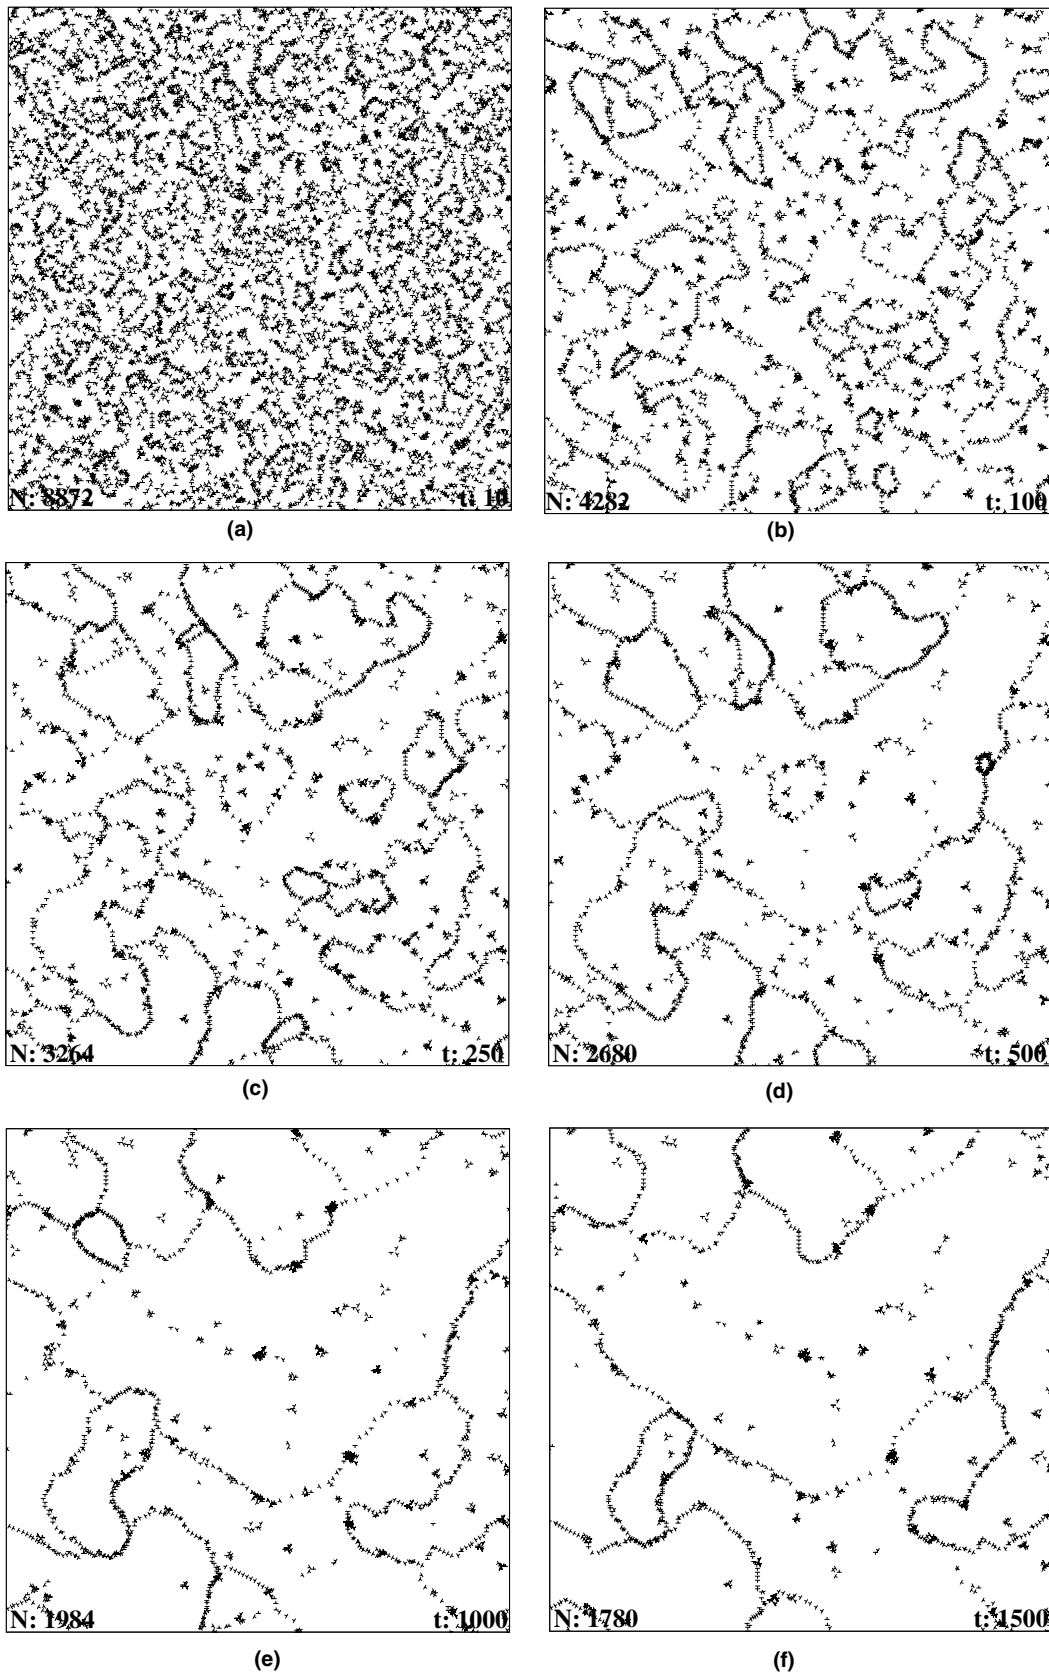 N: 8872 t: 10
(a)
N: 4282 t: 100
(b)
N: 3264 t: 250
(c)
N: 2680 t: 500
(d)
N: 1984 t: 1000
(e)
N: 1780 t: 1500
(f)